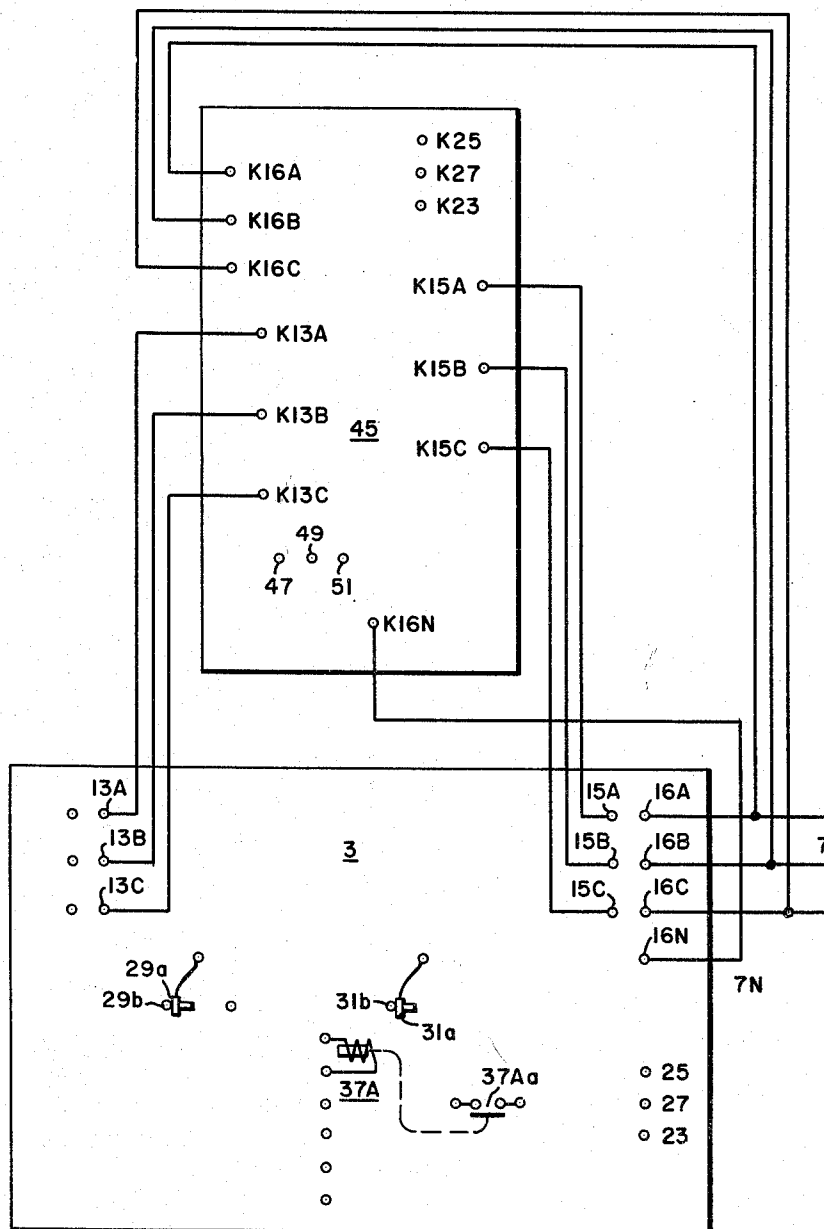 K25
K16A
K27
K16B
K23
K16C
K15A
K13A
K15B
K13B
45
K15C
K13C
49
47
51
K16N
13A
15A
16A
13B
3
15B
16B
7
13C
15C
16C
16N
29a
7N
29b
31b
31a
37Aa
25
37A
27
23